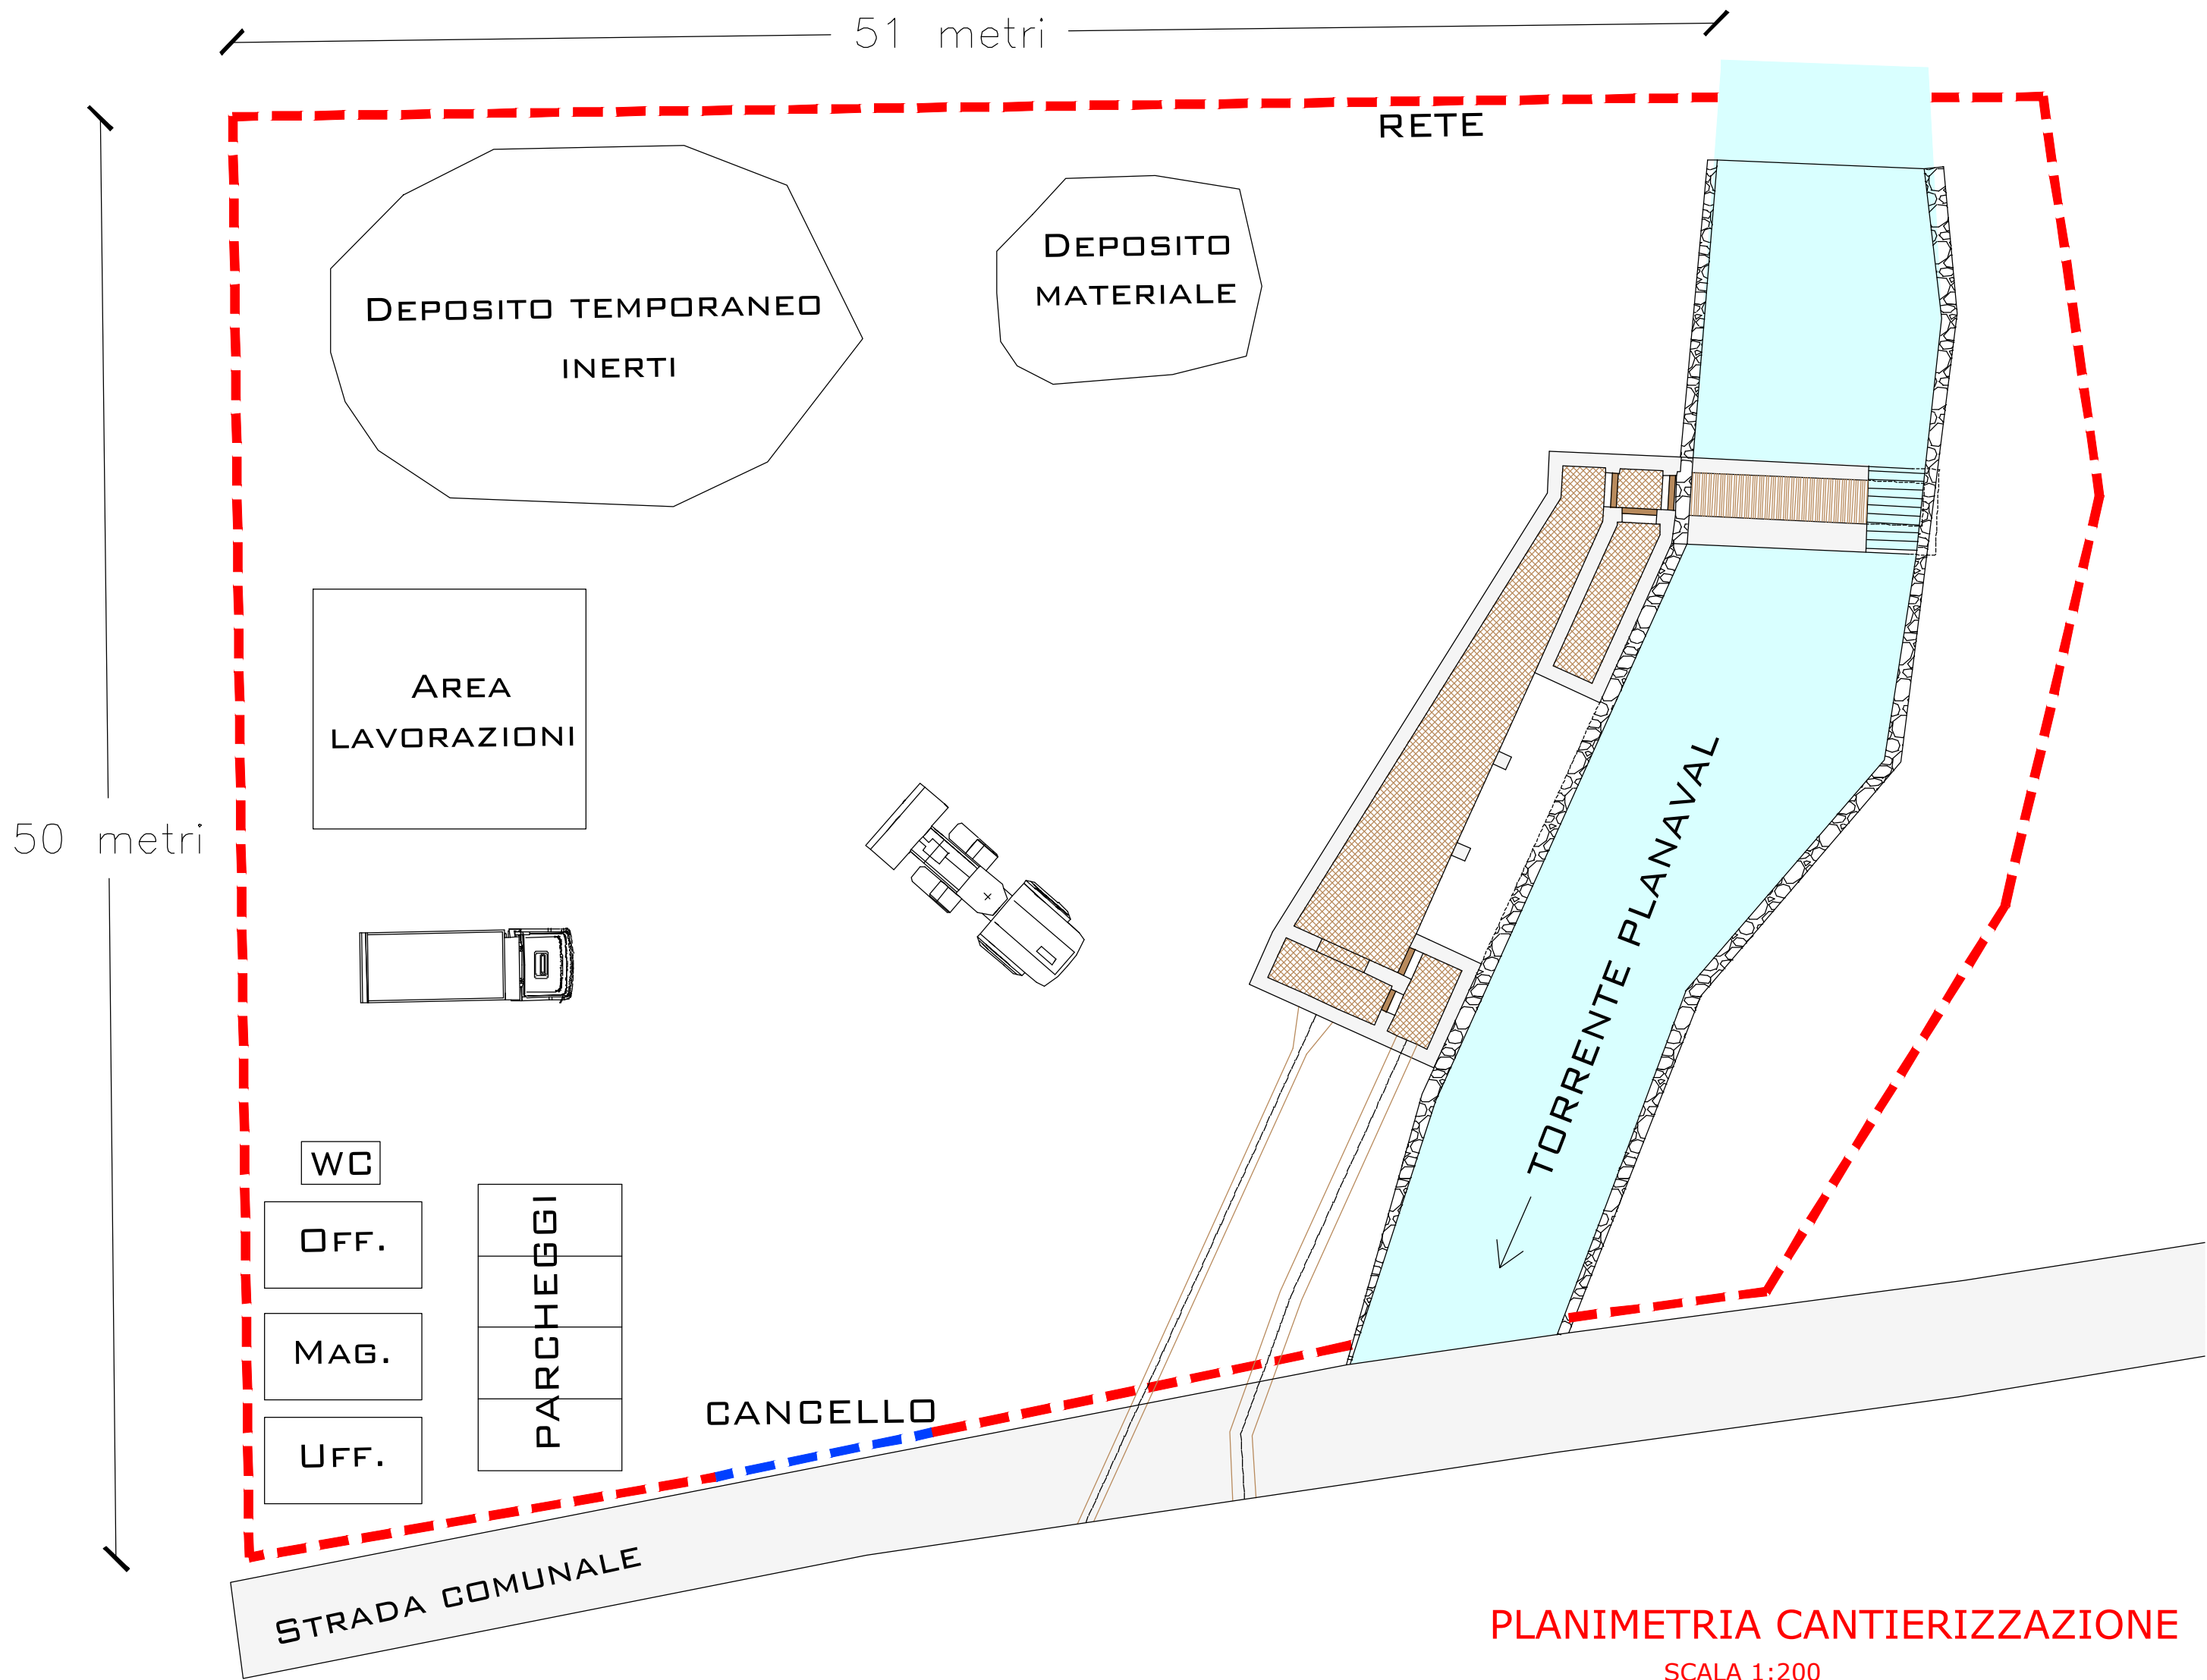 51 metri
RETE
DEPOSITO
MATERIALE
DEPOSITO TEMPORANEO
INERTI
AREA
LAVORAZIONI
50 metri
TORRENTE PLANAVAL
WC
OFF.
MAG.
UFF.
PARCHEGGI
CANCELLO
STRADA COMUNALE
PLANIMETRIA CANTIERIZZAZIONE
SCALA 1:200